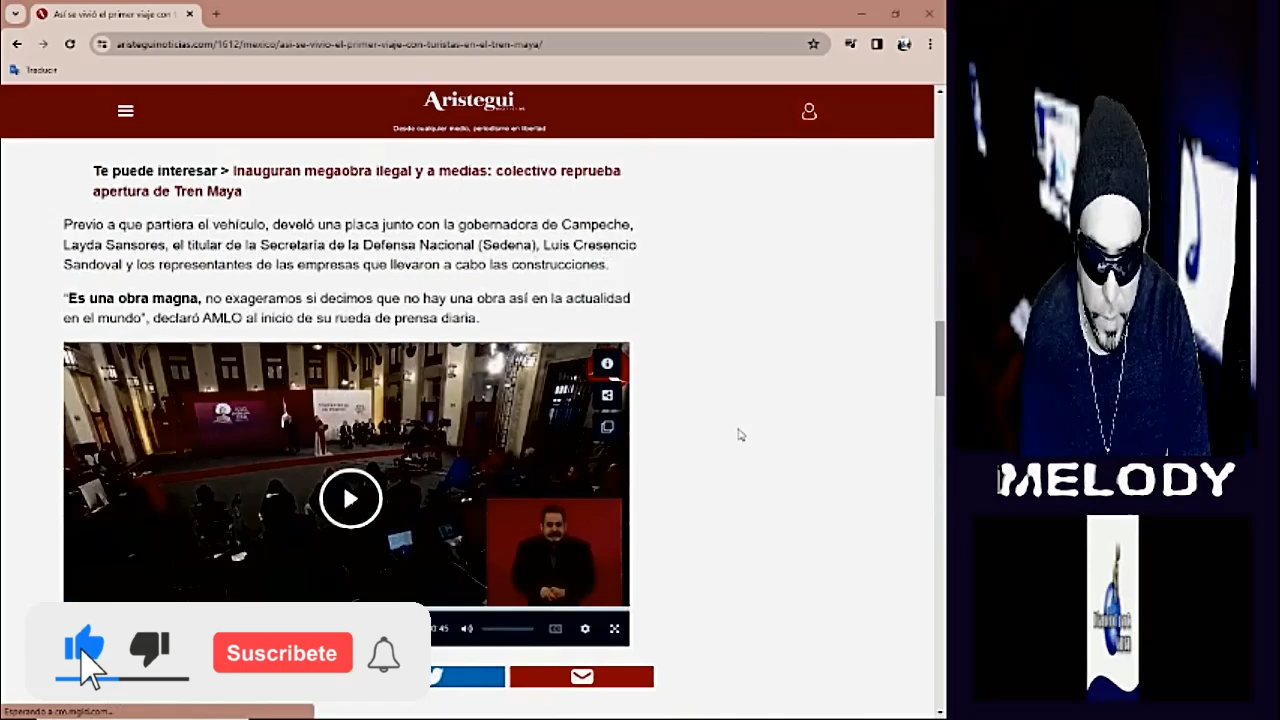 Así se vivió el primer viaje con t
aristeguinoticias.com/1612/mexico/asi-se-vivio-el-primer-viaje-con-turistas-en-el-tren-maya/
Traducir
Aristegui
Desde cualquier medio, periodismo en libertad
Te puede interesar > Inauguran megaobra ilegal y a medias: colectivo reprueba
apertura de Tren Maya
Previo a que partiera el vehículo, develó una placa junto con la gobernadora de Campeche,
Layda Sansores, el titular de la Secretaría de la Defensa Nacional (Sedena), Luis Cresencio
Sandoval y los representantes de las empresas que llevaron a cabo las construcciones.
“Es una obra magna, no exageramos si decimos que no hay una obra así en la actualidad
en el mundo”, declaró AMLO al inicio de su rueda de prensa diaria.
MELODY
:45
Suscribete
Esperando a cm.mgid.com...